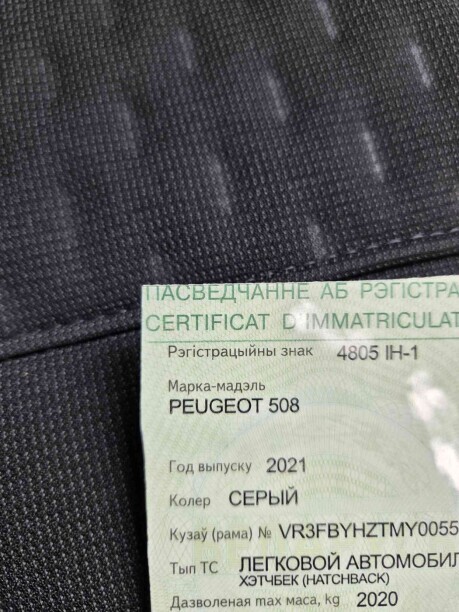 ПАСВЕДЧАННЕ АБ РЭГІСТРА
CERTIFICAT D'IMMATRICULAT
Рэгістрацыйны знак 4805 IH-1
Марка-мадэль
PEUGEOT 508
Год выпуску 2021
Колер СЕРЫЙ
Кузаў (рама) № VR3FBYHZTMY0055
Тып ТС ЛЕГКОВОЙ АВТОМОБИЛ
ХЭТЧБЕК (HATCHBACK)
Дазволеная max маса, kg 2020